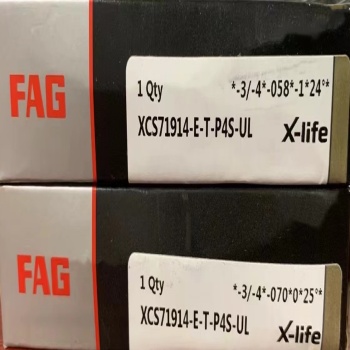 FAG
1 Qty
*-3/-4*-058*-1*24°*
XCS71914-E-T-P4S-UL
X-life
FAG
1 Qty
*-3/-4*-070*0*25°*
XCS71914-E-T-P4S-UL
X-life